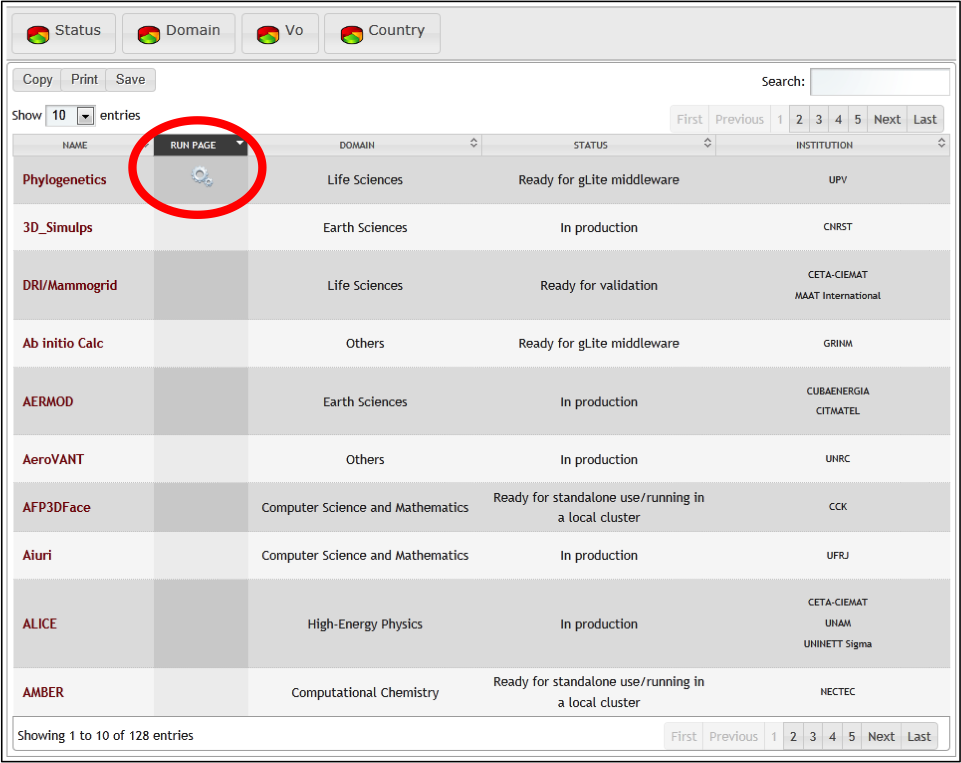 Status Domain Vo Country
Copy Print Save
Search:
Show 10 entries
First Previous 1 2 3 4 5 Next Last
NAME RUN PAGE DOMAIN STATUS INSTITUTION
Phylogenetics Life Sciences Ready for gLite middleware UPV
3D_Simulps Earth Sciences In production CNRST
DRI/Mammogrid Life Sciences Ready for validation CETA-CIEMAT
MAAT International
Ab initio Calc Others Ready for gLite middleware GRINM
AERMOD Earth Sciences In production CUBAENERGIA
CITMATEL
AeroVANT Others In production UNRC
AFP3DFace Computer Science and Mathematics Ready for standalone use/running in
a local cluster CCK
Aiuri Computer Science and Mathematics In production UFRJ
ALICE High-Energy Physics In production CETA-CIEMAT
UNAM
UNINETT Sigma
AMBER Computational Chemistry Ready for standalone use/running in
a local cluster NECTEC
Showing 1 to 10 of 128 entries
First Previous 1 2 3 4 5 Next Last